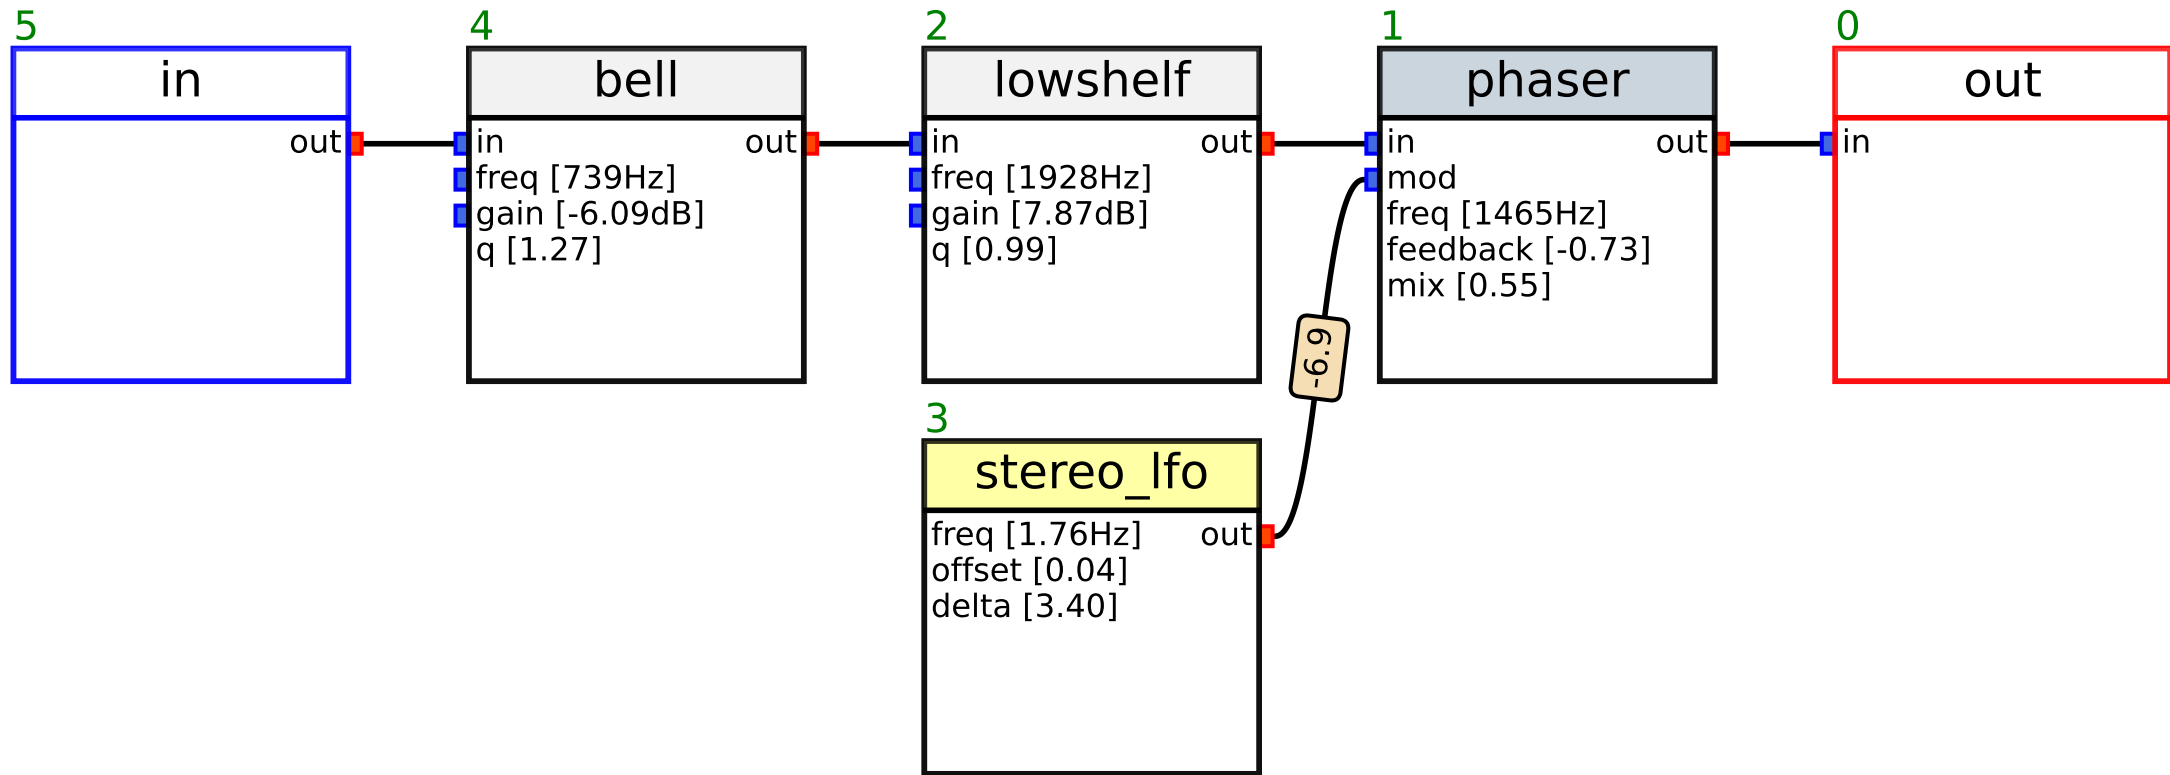 5
in
out
4
bell
in
out
freq [739Hz]
gain [-6.09dB]
q [1.27]
2
lowshelf
in
out
freq [1928Hz]
gain [7.87dB]
q [0.99]
1
phaser
in
out
mod
freq [1465Hz]
feedback [-0.73]
mix [0.55]
0
out
in
-6.9
3
stereo_lfo
freq [1.76Hz]
out
offset [0.04]
delta [3.40]